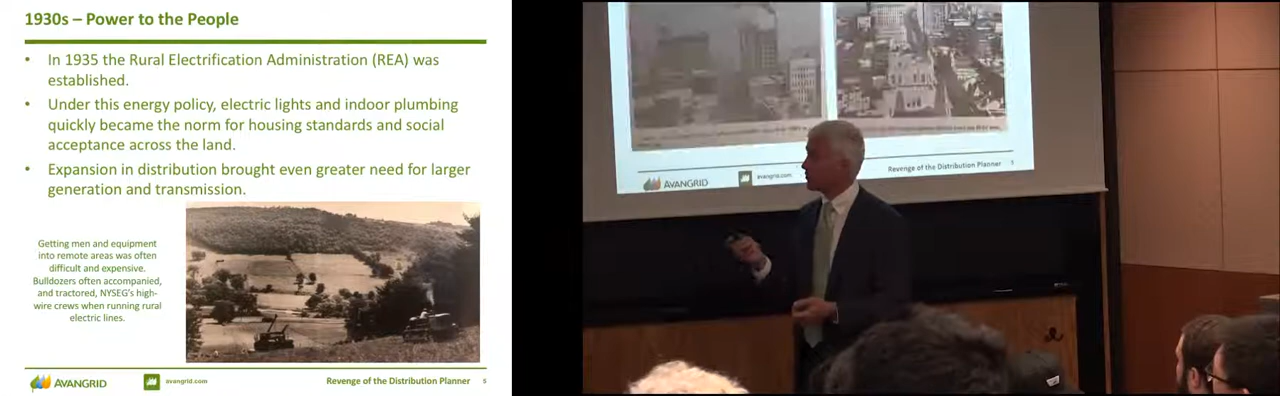 1930s – Power to the People
• In 1935 the Rural Electrification Administration (REA) was
established.
• Under this energy policy, electric lights and indoor plumbing
quickly became the norm for housing standards and social
acceptance across the land.
• Expansion in distribution brought even greater need for larger
generation and transmission.
Getting men and equipment
into remote areas was often
difficult and expensive.
Bulldozers often accompanied,
and tractored, NYSEG's high-
wire crews when running rural
electric lines.
AVANGRID
avangrid.com
Revenge of the Distribution Planner 5
AVANGRID
avangrid.com
Revenge of the Distribution Planner